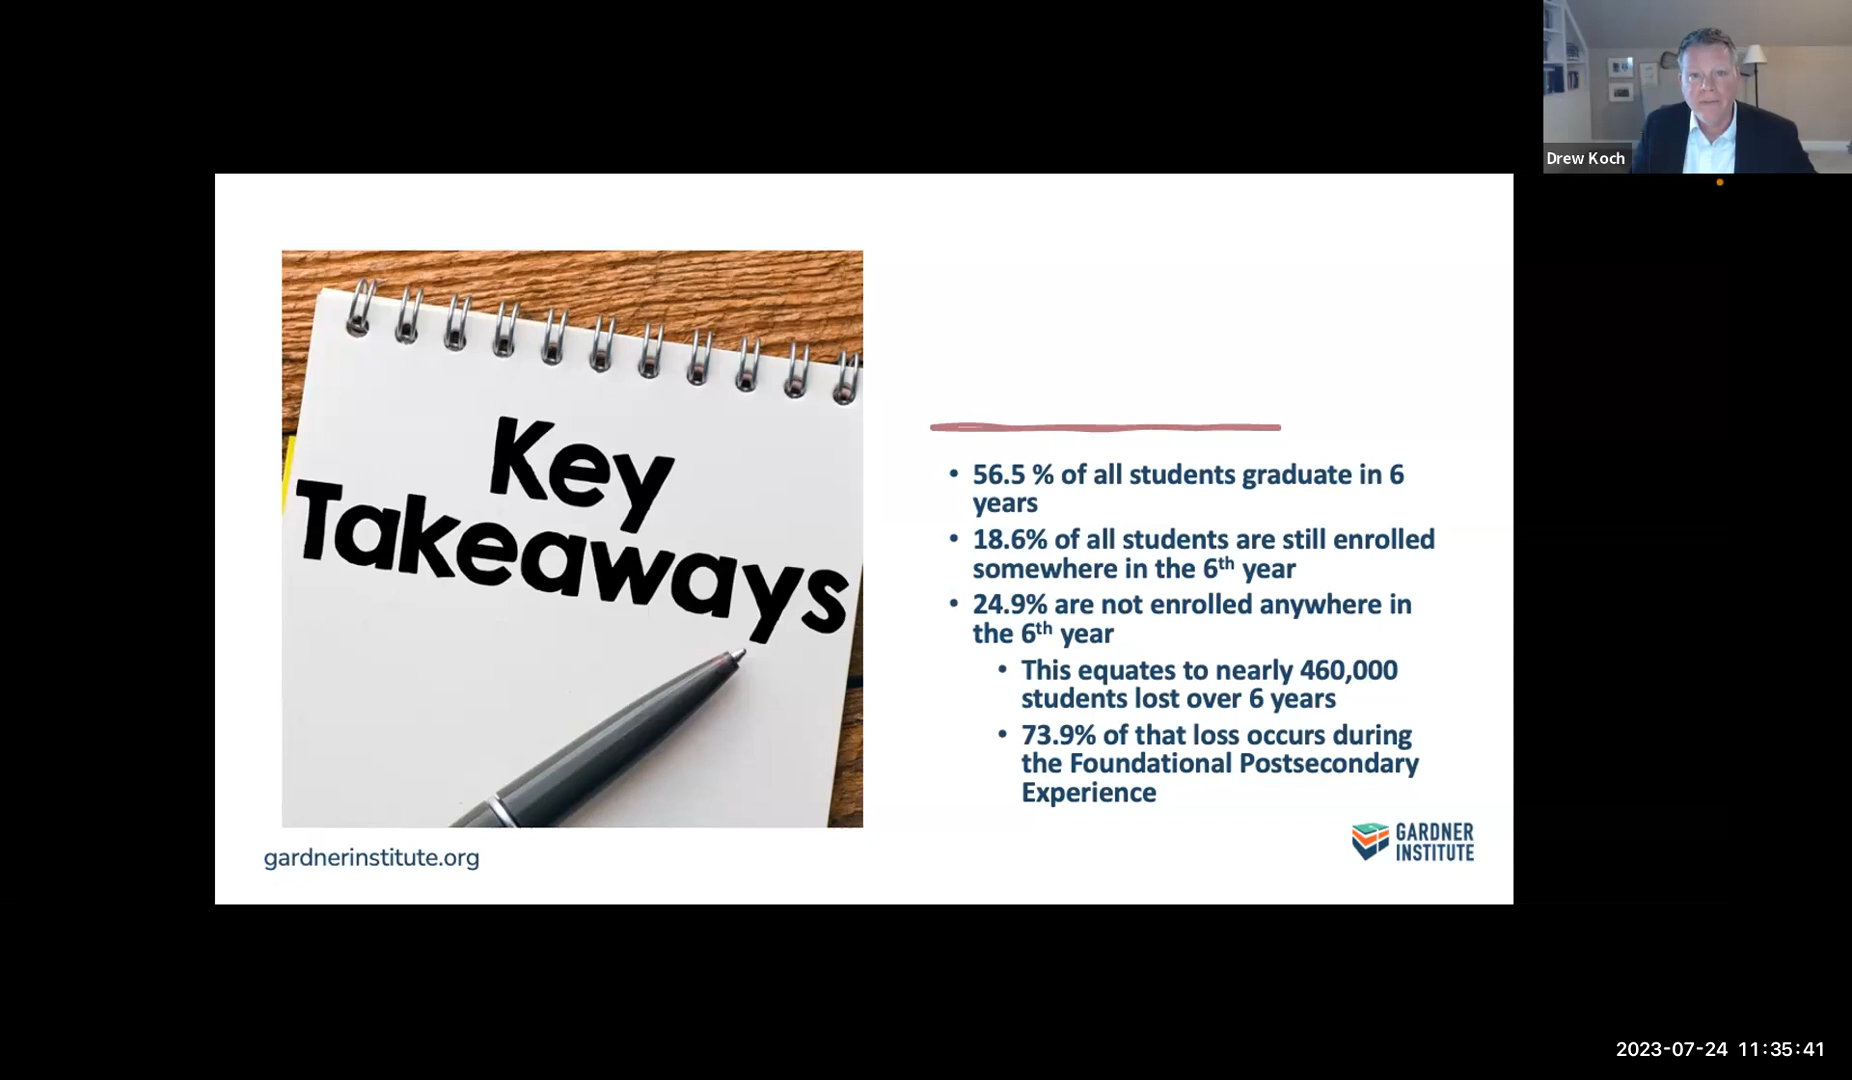 Drew Koch
Key
Takeaways
• 56.5 % of all students graduate in 6
years
• 18.6% of all students are still enrolled
somewhere in the 6th year
• 24.9% are not enrolled anywhere in
the 6th year
• This equates to nearly 460,000
students lost over 6 years
• 73.9% of that loss occurs during
the Foundational Postsecondary
Experience
gardnerinstitute.org
GARDNER
INSTITUTE
2023-07-24 11:35:41